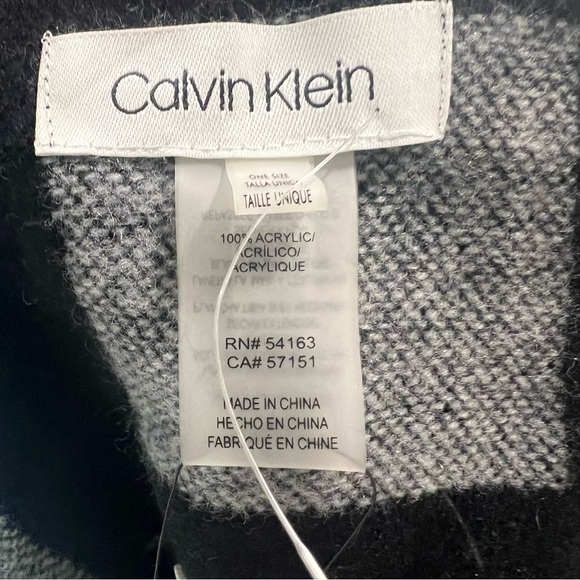 Calvin Klein
ONE SIZE
TALLA UNICA
TAILLE UNIQUE
100% ACRYLIC/
ACRÍLICO/
ACRYLIQUE
RN# 54163
CA# 57151
MADE IN CHINA
HECHO EN CHINA
FABRIQUÉ EN CHINE